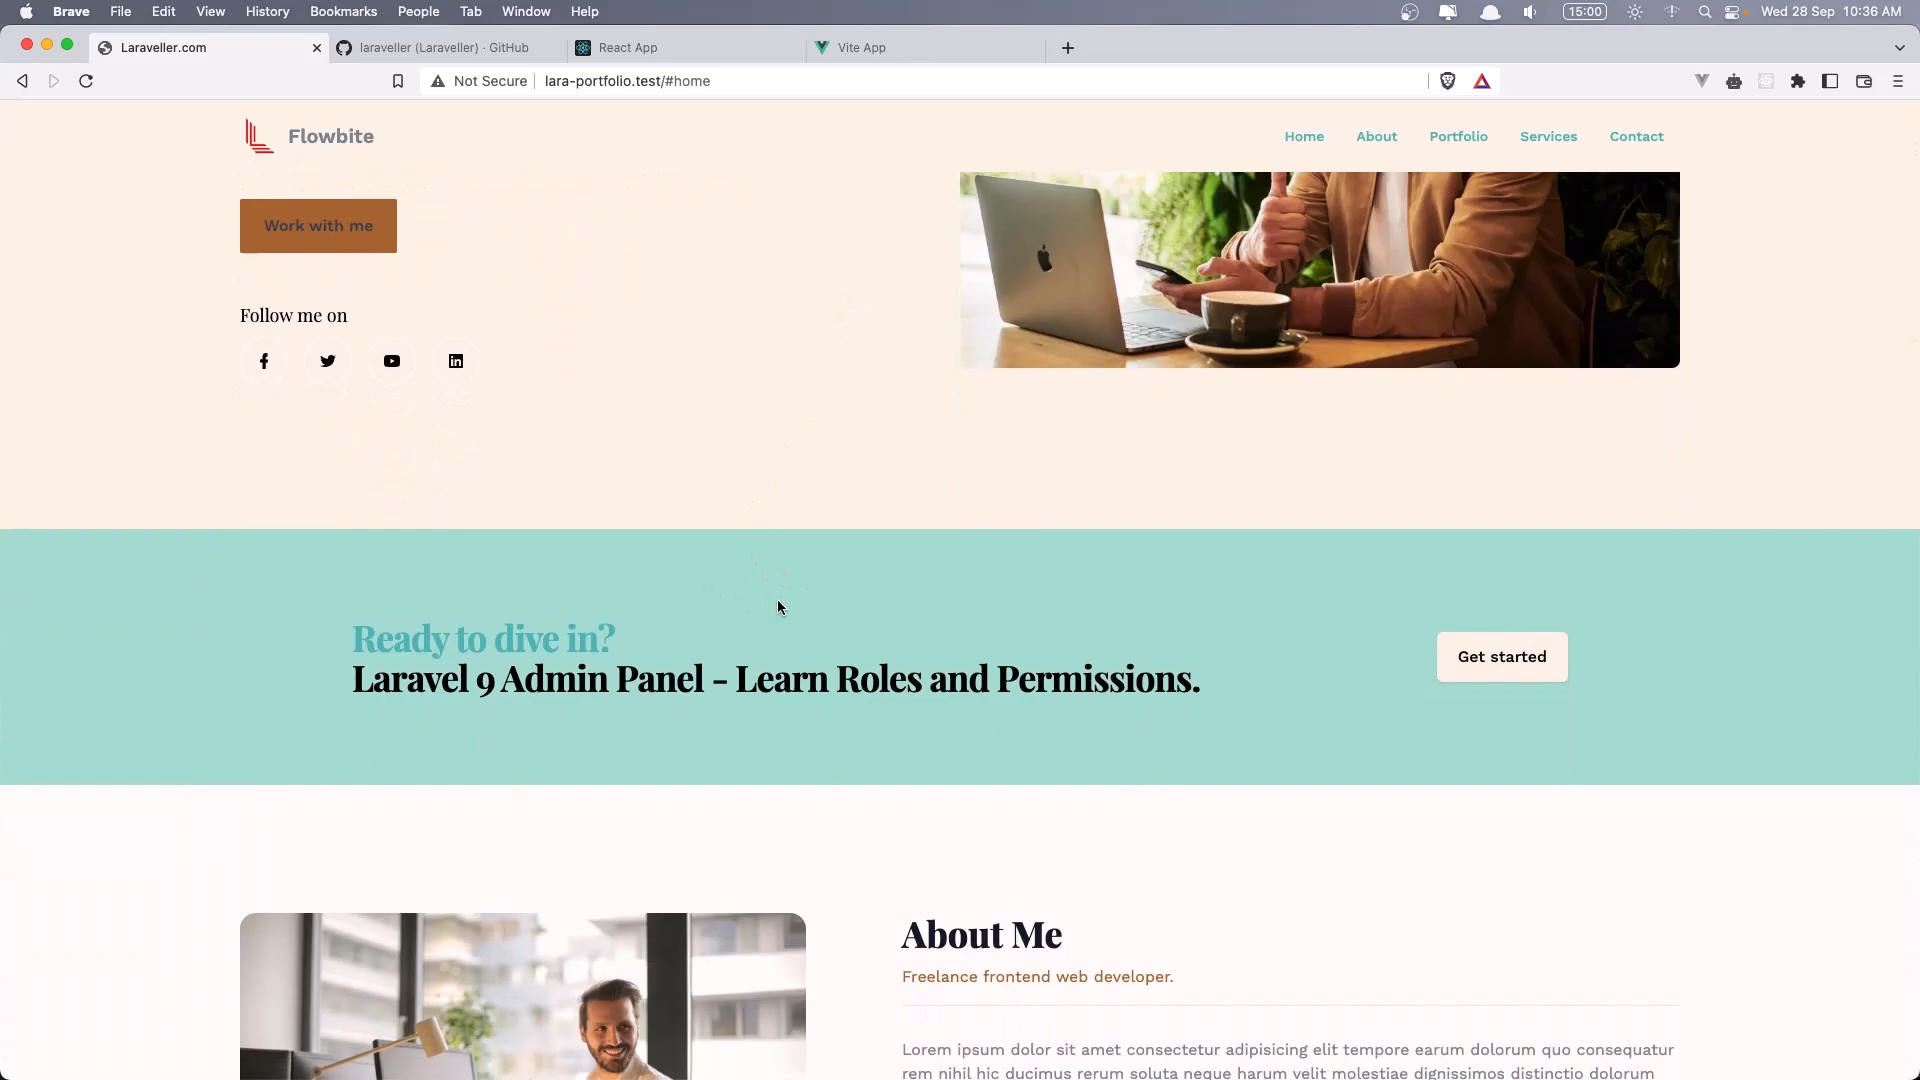 Brave File Edit View History Bookmarks People Tab Window Help 15:00 Wed 28 Sep 10:36 AM
Laraveller.com laraveller (Laraveller) · GitHub React App Vite App
Not Secure lara-portfolio.test/#home
Flowbite Home About Portfolio Services Contact
Work with me
Follow me on
Ready to dive in?
Laravel 9 Admin Panel - Learn Roles and Permissions.
Get started
About Me
Freelance frontend web developer.
Lorem ipsum dolor sit amet consectetur adipisicing elit tempore earum dolorum quo consequatur
rem nihil hic ducimus rerum soluta neque harum velit molestiae dignissimos distinctio dolorum